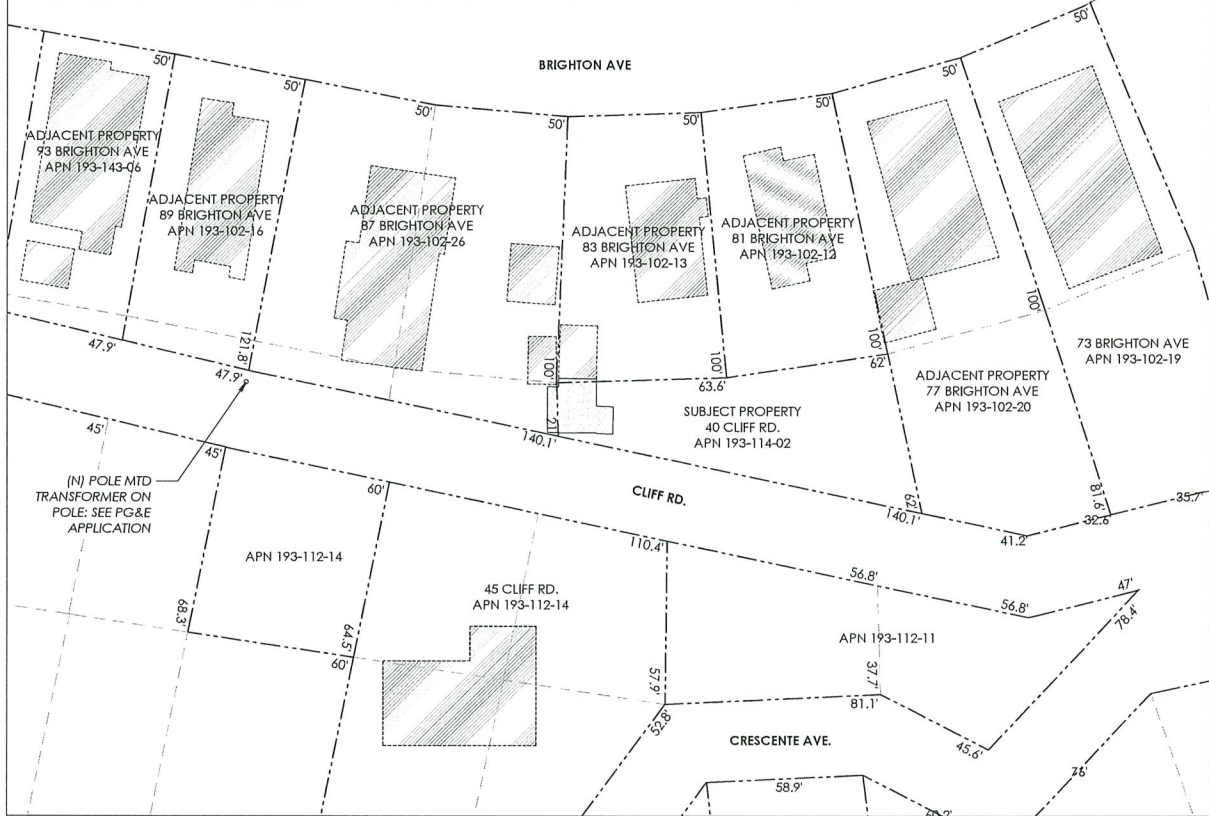 BRIGHTON AVE
50'
50'
50'
50'
50'
50'
50'
50'
50'
ADJACENT PROPERTY
93 BRIGHTON AVE
APN 193-143-06
ADJACENT PROPERTY
89 BRIGHTON AVE
APN 193-102-16
ADJACENT PROPERTY
87 BRIGHTON AVE
APN 193-102-26
ADJACENT PROPERTY
83 BRIGHTON AVE
APN 193-102-13
ADJACENT PROPERTY
81 BRIGHTON AVE
APN 193-102-12
100'
73 BRIGHTON AVE
APN 193-102-19
ADJACENT PROPERTY
77 BRIGHTON AVE
APN 193-102-20
47.9'
121.8'
47.9'
100'
100'
63.6'
100'
62'
SUBJECT PROPERTY
40 CLIFF RD.
APN 193-114-02
21'
140.1'
62'
140.1'
81.6'
32.6'
35.7'
41.2'
45'
45'
60'
CLIFF RD.
(N) POLE MTD
TRANSFORMER ON
POLE: SEE PG&E
APPLICATION
110.4'
56.8'
56.8'
47'
78.4'
APN 193-112-14
45 CLIFF RD.
APN 193-112-14
APN 193-112-11
68.3'
64.5'
60'
57.9'
37.7'
81.1'
52.8'
45.6'
CRESCENTE AVE.
58.9'
76'